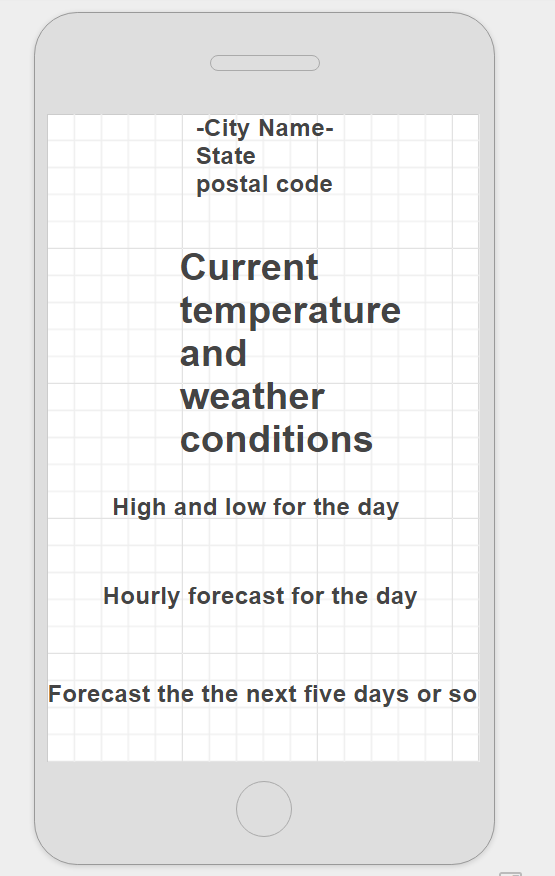 -City Name-
State
postal code
Current
temperature
and
weather
conditions
High and low for the day
Hourly forecast for the day
Forecast the the next five days or so